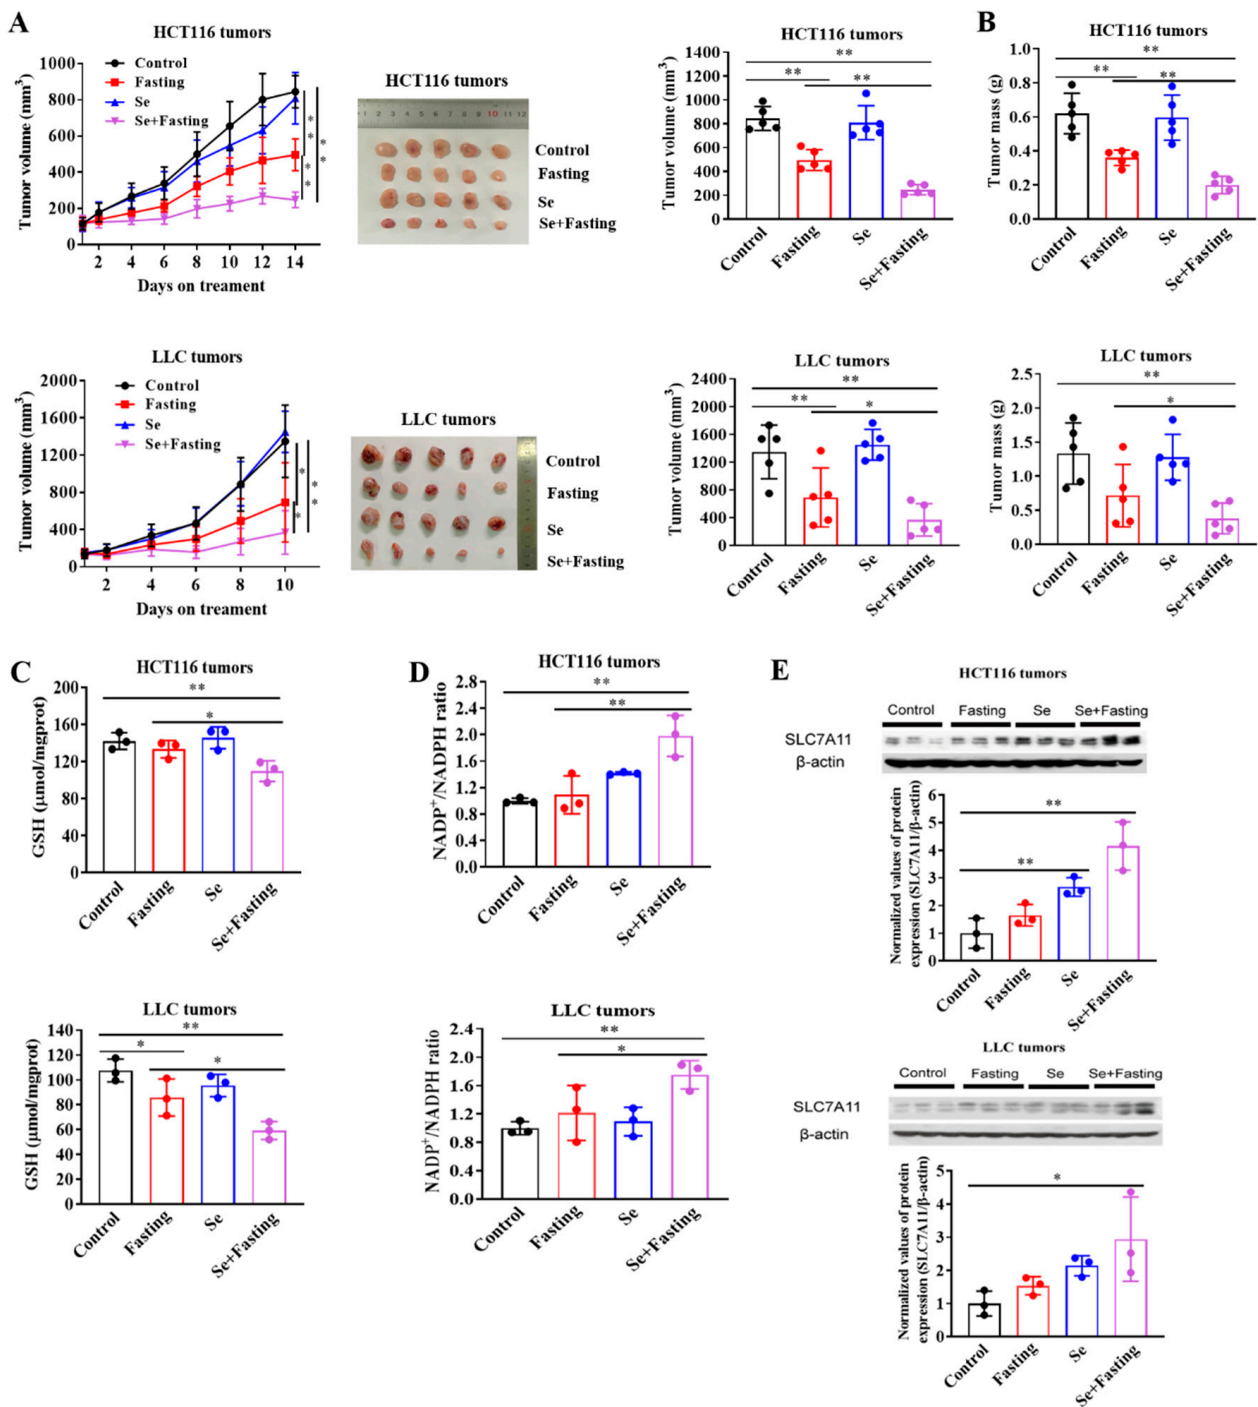 A
HCT116 tumors
Control
Fasting
Se
Se+Fasting
Tumor volume (mm³)
1000
800
600
400
200
0
2 4 6 8 10 12 14
Days on treament
** ** **
HCT116 tumors
1 2 3 4 5 6 7 8 9 10 11 12
Control
Fasting
Se
Se+Fasting
HCT116 tumors
Tumor volume (mm³)
1400
1200
1000
800
600
400
200
0
**
** **
Control Fasting Se Se+Fasting
B
HCT116 tumors
Tumor mass (g)
1.0
0.8
0.6
0.4
0.2
0.0
**
** **
Control Fasting Se Se+Fasting
LLC tumors
Control
Fasting
Se
Se+Fasting
Tumor volume (mm³)
2000
1600
1200
800
400
0
2 4 6 8 10
Days on treament
* * **
LLC tumors
Control
Fasting
Se
Se+Fasting
LLC tumors
Tumor volume (mm³)
2400
2000
1600
1200
800
400
0
**
** *
Control Fasting Se Se+Fasting
LLC tumors
Tumor mass (g)
2.5
2.0
1.5
1.0
0.5
0.0
**
*
Control Fasting Se Se+Fasting
C
HCT116 tumors
GSH (μmol/mgprot)
200
160
120
80
40
0
**
*
Control Fasting Se Se+Fasting
D
HCT116 tumors
NADP⁺/NADPH ratio
2.8
2.4
2.0
1.6
1.2
0.8
0.4
0.0
**
**
Control Fasting Se Se+Fasting
E
HCT116 tumors
Control Fasting Se Se+Fasting
SLC7A11
β-actin
Normalized values of protein
expression (SLC7A11/β-actin)
6
5
4
3
2
1
0
**
**
Control Fasting Se Se+Fasting
LLC tumors
GSH (μmol/mgprot)
140
120
100
80
60
40
20
0
**
* *
Control Fasting Se Se+Fasting
LLC tumors
NADP⁺/NADPH ratio
2.4
2.0
1.6
1.2
0.8
0.4
0.0
**
*
Control Fasting Se Se+Fasting
LLC tumors
Control Fasting Se Se+Fasting
SLC7A11
β-actin
Normalized values of protein
expression (SLC7A11/β-actin)
5
4
3
2
1
0
*
Control Fasting Se Se+Fasting